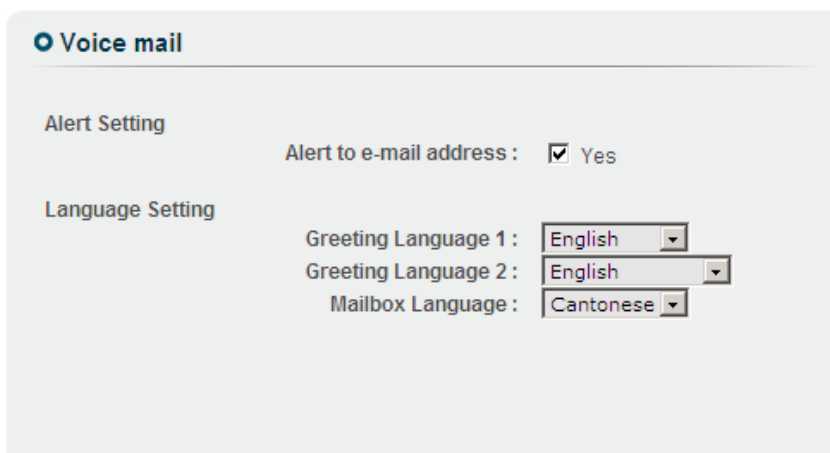 Voice mail
Alert Setting
Alert to e-mail address : Yes
Language Setting
Greeting Language 1 : English
Greeting Language 2 : English
Mailbox Language : Cantonese